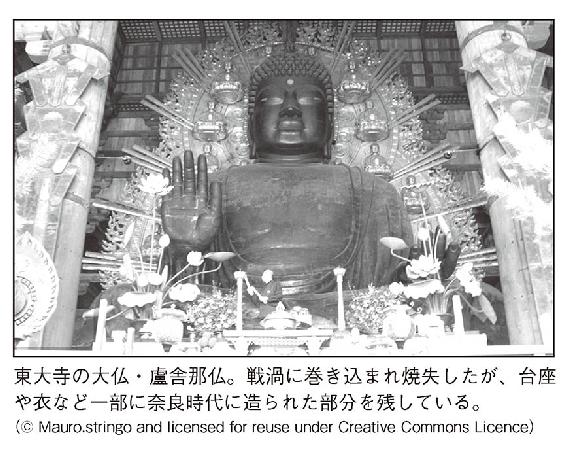 東大寺の大仏・盧舎那仏。戦渦に巻き込まれ焼失したが、台座
や衣など一部に奈良時代に造られた部分を残している。
(© Mauro.stringo and licensed for reuse under Creative Commons Licence)